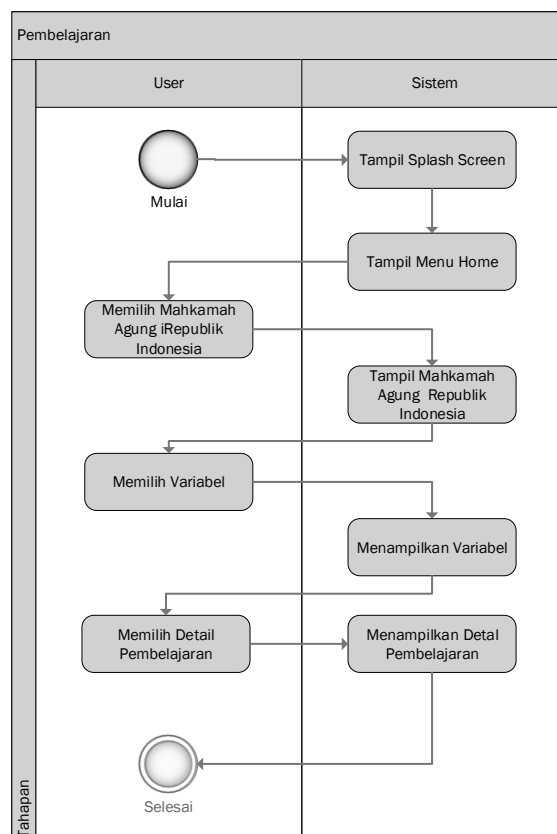 Pembelajaran
User
Sistem
Mulai
Tampil Splash Screen
Tampil Menu Home
Memilih Mahkamah
Agung iRepublik
Indonesia
Tampil Mahkamah
Agung Republik
Indonesia
Memilih Variabel
Menampilkan Variabel
Memilih Detail
Pembelajaran
Menampilkan Detal
Pembelajaran
Selesai
Tahapan